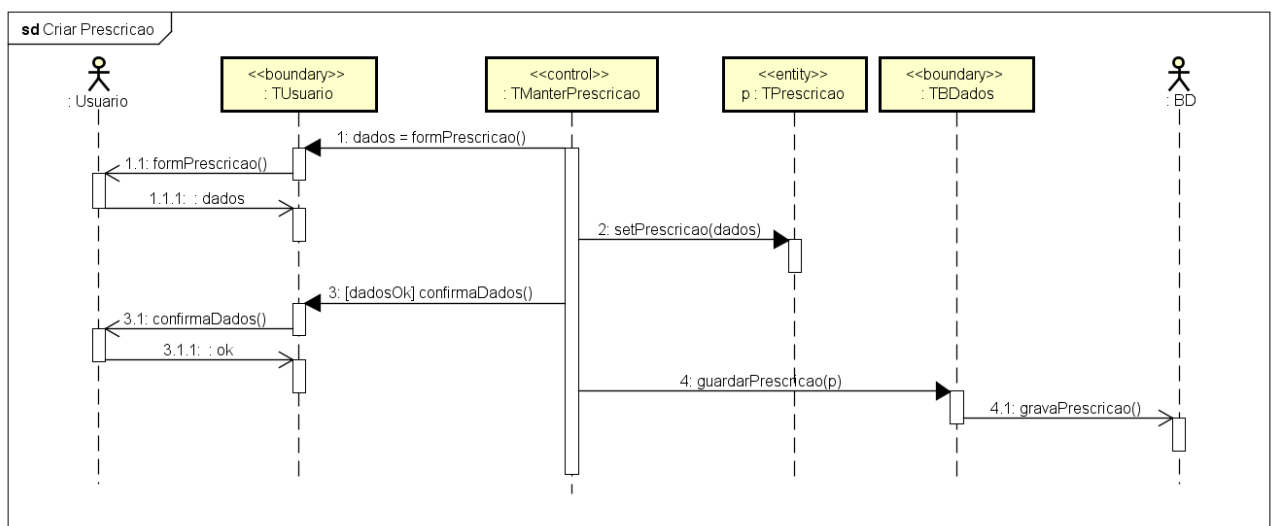 sd Criar Prescricao
: Usuario
<<boundary>>
: TUsuario
<<control>>
: TManterPrescricao
<<entity>>
p : TPrescricao
<<boundary>>
: TBDados
: BD
1: dados = formPrescricao()
1.1: formPrescricao()
1.1.1: : dados
2: setPrescricao(dados)
3: [dadosOk] confirmaDados()
3.1: confirmaDados()
3.1.1: : ok
4: guardarPrescricao(p)
4.1: gravaPrescricao()